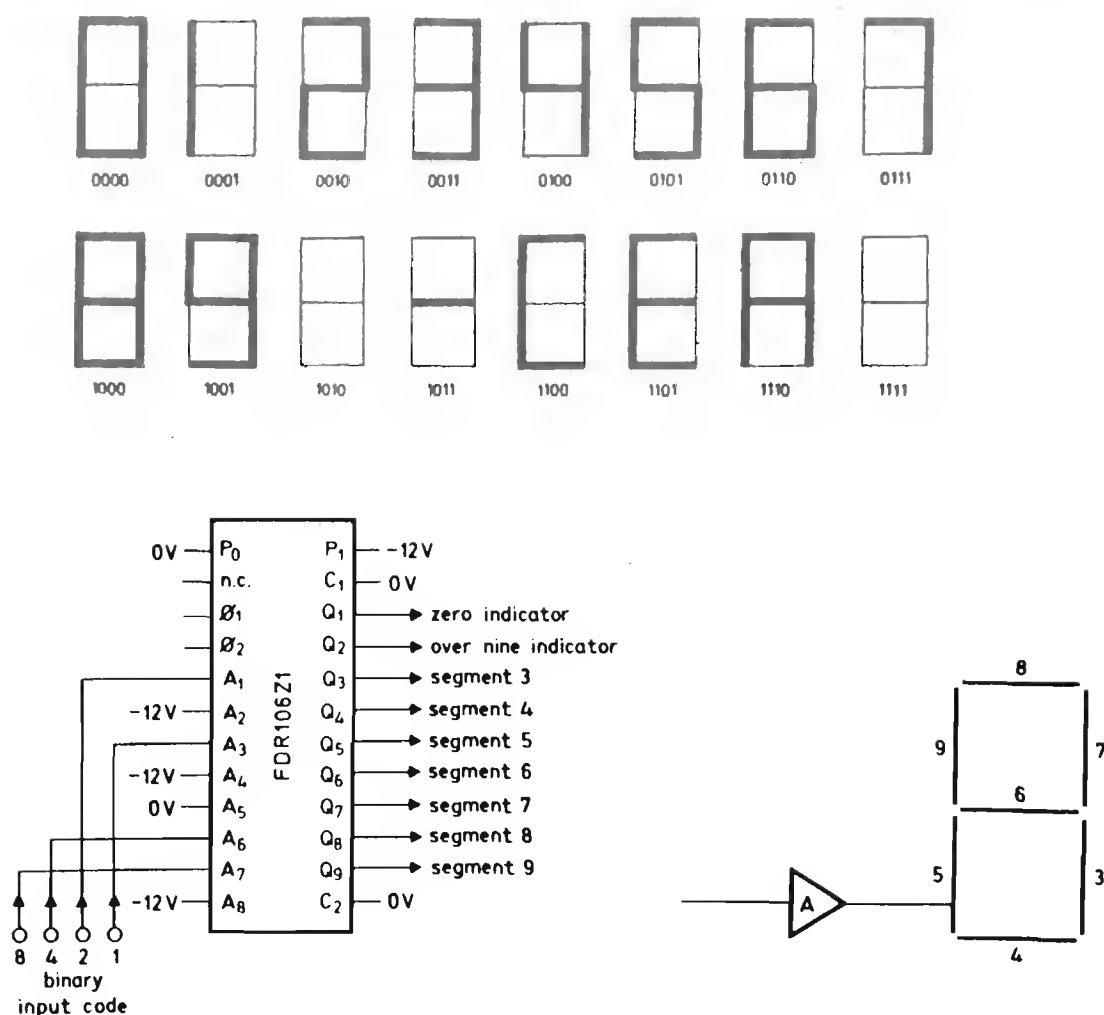 0000 0001 0010 0011 0100 0101 0110 0111
1000 1001 1010 1011 1100 1101 1110 1111
0V P₀ P₁ -12V
n.c. C₁ 0V
Ø₁ Q₁ zero indicator
Ø₂ Q₂ over nine indicator
A₁ Q₃ segment 3
-12V A₂ Q₄ segment 4
A₃ Q₅ segment 5
-12V A₄ Q₆ segment 6
0V A₅ Q₇ segment 7
A₆ Q₈ segment 8
A₇ Q₉ segment 9
-12V A₈ C₂ 0V
FDR106Z1
8 4 2 1
binary
input code
A
8
9 7
6
5 3
4